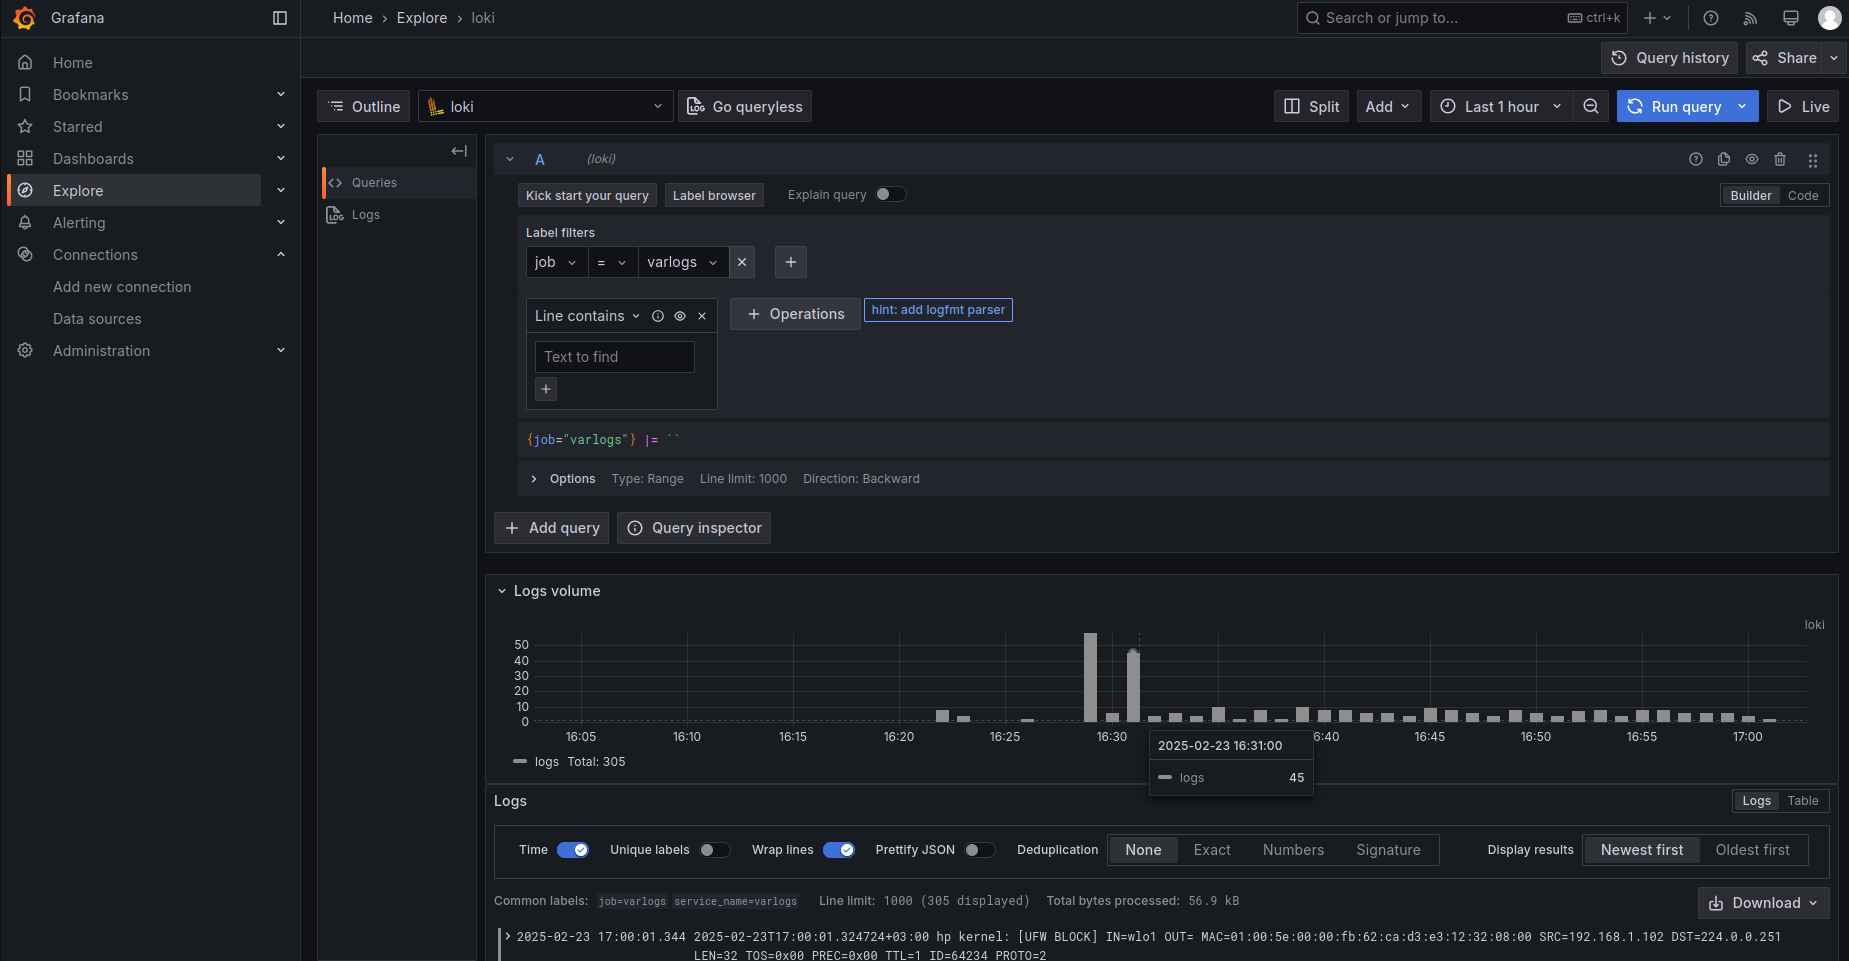 Grafana
Home › Explore › loki
Search or jump to...
ctrl+k
Query history
Share
Home
Bookmarks
Starred
Dashboards
Explore
Alerting
Connections
Add new connection
Data sources
Administration
Outline
loki
LOG Go queryless
Split
Add
Last 1 hour
Run query
Live
Queries
LOG Logs
A (loki)
Kick start your query
Label browser
Explain query
Builder Code
Label filters
job = varlogs
Line contains
Operations
hint: add logfmt parser
Text to find
{job="varlogs"} |= ``
Options Type: Range Line limit: 1000 Direction: Backward
Add query
Query inspector
Logs volume
loki
50
40
30
20
10
0
16:05 16:10 16:15 16:20 16:25 16:30 6:40 16:45 16:50 16:55 17:00
2025-02-23 16:31:00
logs 45
logs Total: 305
Logs
Logs Table
Time
Unique labels
Wrap lines
Prettify JSON
Deduplication None Exact Numbers Signature
Display results Newest first Oldest first
Common labels: job=varlogs service_name=varlogs Line limit: 1000 (305 displayed) Total bytes processed: 56.9 kB
Download
2025-02-23 17:00:01.344 2025-02-23T17:00:01.324724+03:00 hp kernel: [UFW BLOCK] IN=wlo1 OUT= MAC=01:00:5e:00:00:fb:62:ca:d3:e3:12:32:08:00 SRC=192.168.1.102 DST=224.0.0.251
LEN=32 TOS=0x00 PREC=0x00 TTL=1 ID=64234 PROTO=2